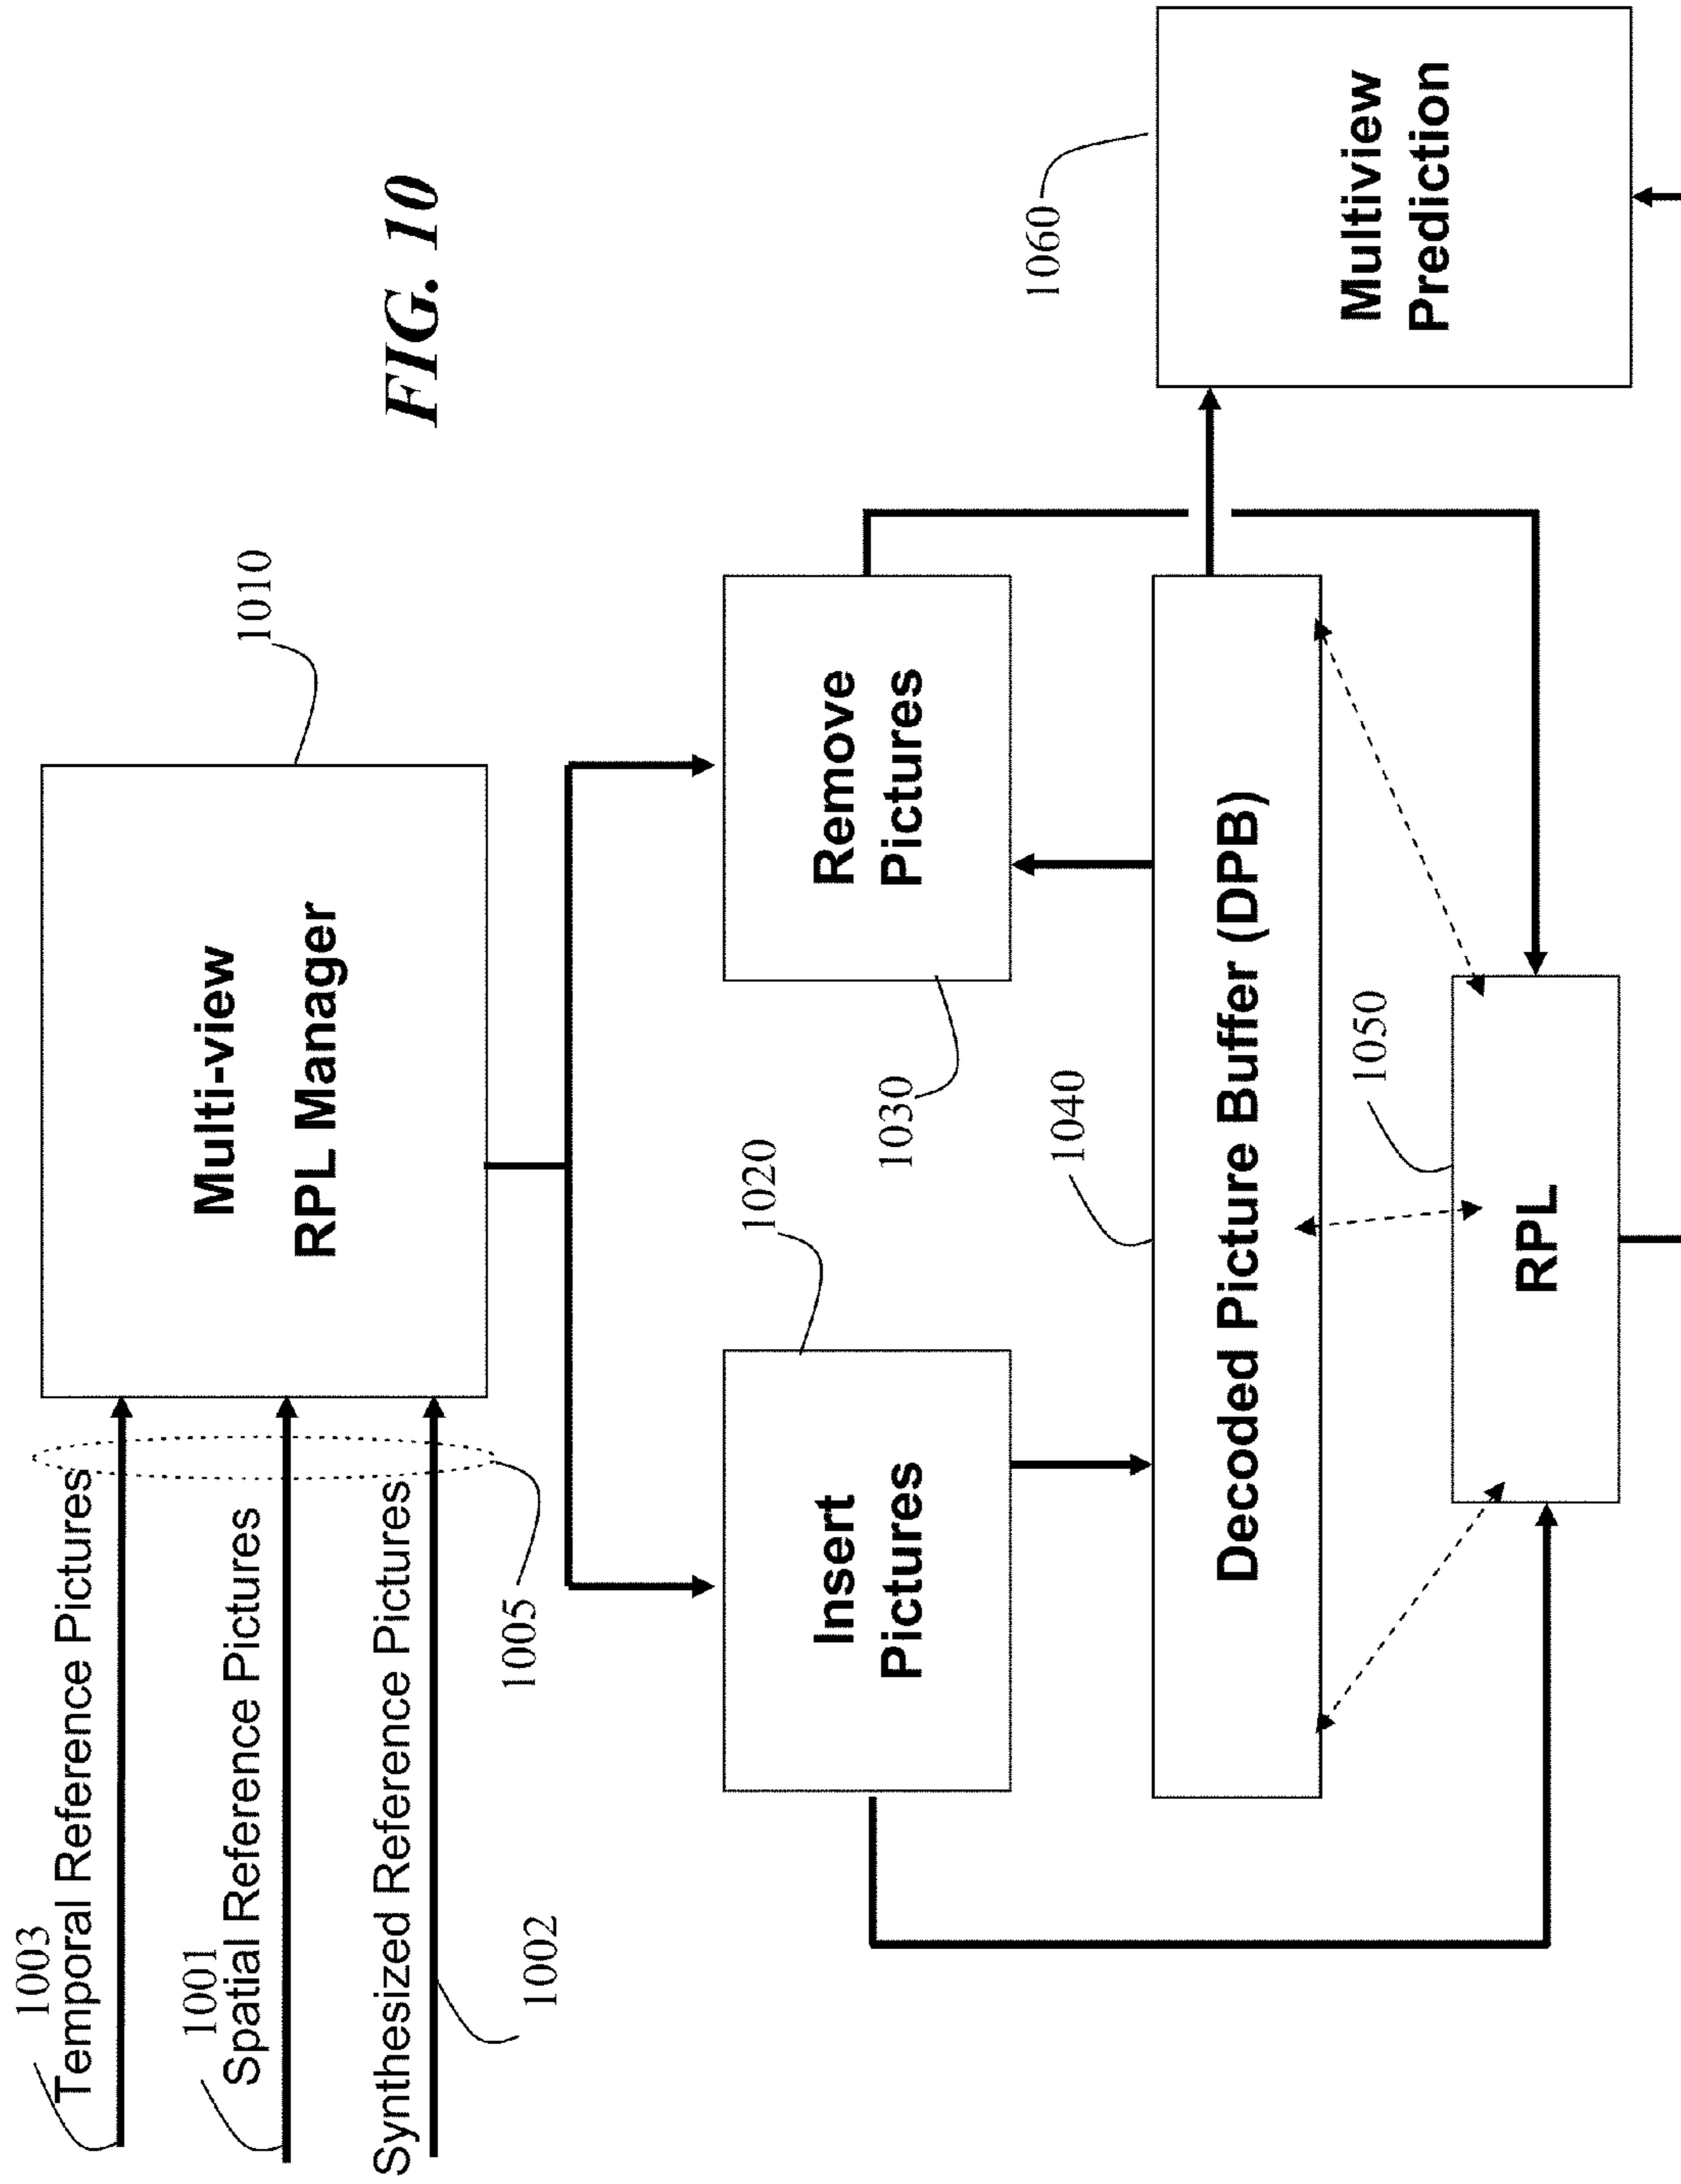 FIG. 10
1003
Temporal Reference Pictures
1001
Spatial Reference Pictures
Synthesized Reference Pictures
1002
1005
Multi-view
RPL Manager
1010
Insert
Pictures
1020
Remove
Pictures
1030
1040
Decoded Picture Buffer (DPB)
1050
RPL
1060
Multiview
Prediction